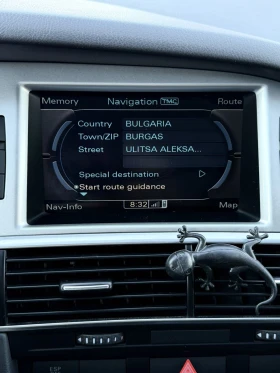 Memory Navigation TMC Route
Country BULGARIA
Town/ZIP BURGAS
Street ULITSA ALEKSA...
Special destination
Start route guidance
Nav-Info 8:32 Map
ESP